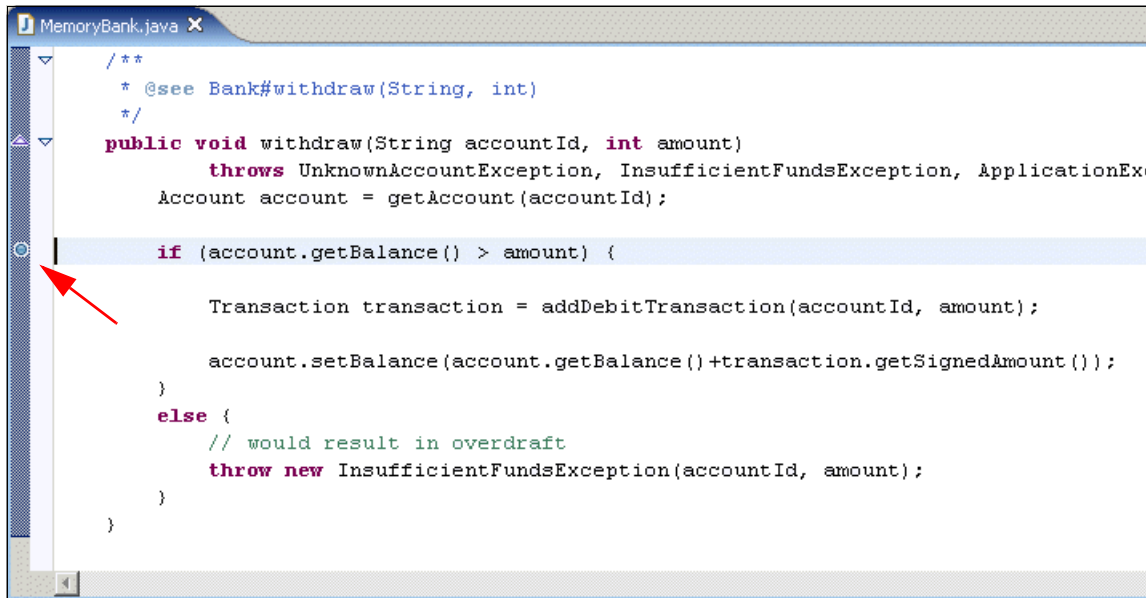 MemoryBank.java
/**
* @see Bank#withdraw(String, int)
*/
public void withdraw(String accountId, int amount)
throws UnknownAccountException, InsufficientFundsException, ApplicationExc
Account account = getAccount(accountId);
if (account.getBalance() > amount) {
Transaction transaction = addDebitTransaction(accountId, amount);
account.setBalance(account.getBalance()+transaction.getSignedAmount());
}
else {
// would result in overdraft
throw new InsufficientFundsException(accountId, amount);
}
}